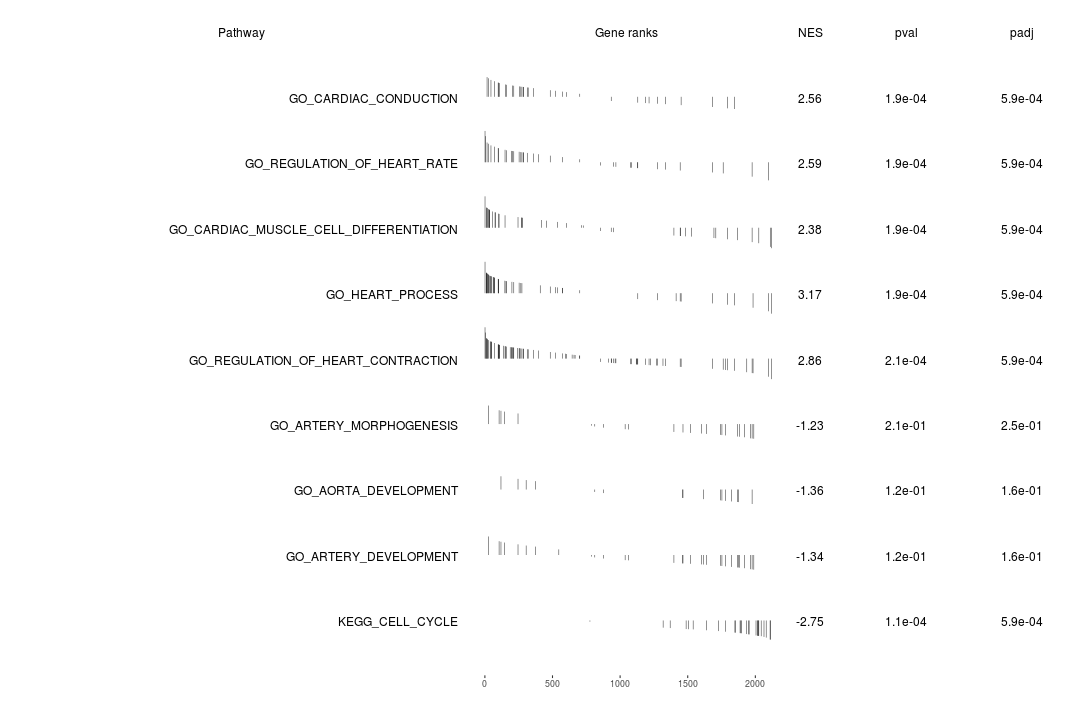 Pathway Gene ranks NES pval padj
GO_CARDIAC_CONDUCTION 2.56 1.9e-04 5.9e-04
GO_REGULATION_OF_HEART_RATE 2.59 1.9e-04 5.9e-04
GO_CARDIAC_MUSCLE_CELL_DIFFERENTIATION 2.38 1.9e-04 5.9e-04
GO_HEART_PROCESS 3.17 1.9e-04 5.9e-04
GO_REGULATION_OF_HEART_CONTRACTION 2.86 2.1e-04 5.9e-04
GO_ARTERY_MORPHOGENESIS -1.23 2.1e-01 2.5e-01
GO_AORTA_DEVELOPMENT -1.36 1.2e-01 1.6e-01
GO_ARTERY_DEVELOPMENT -1.34 1.2e-01 1.6e-01
KEGG_CELL_CYCLE -2.75 1.1e-04 5.9e-04
0 500 1000 1500 2000